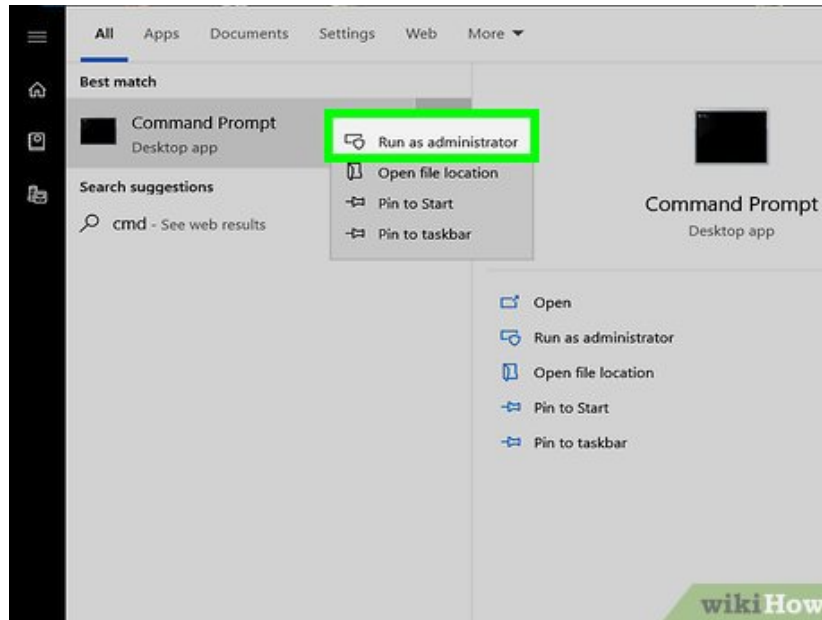 All Apps Documents Settings Web More
Best match
Command Prompt
Desktop app
Run as administrator
Open file location
Pin to Start
Pin to taskbar
Search suggestions
cmd - See web results
Command Prompt
Desktop app
Open
Run as administrator
Open file location
Pin to Start
Pin to taskbar
wikiHow